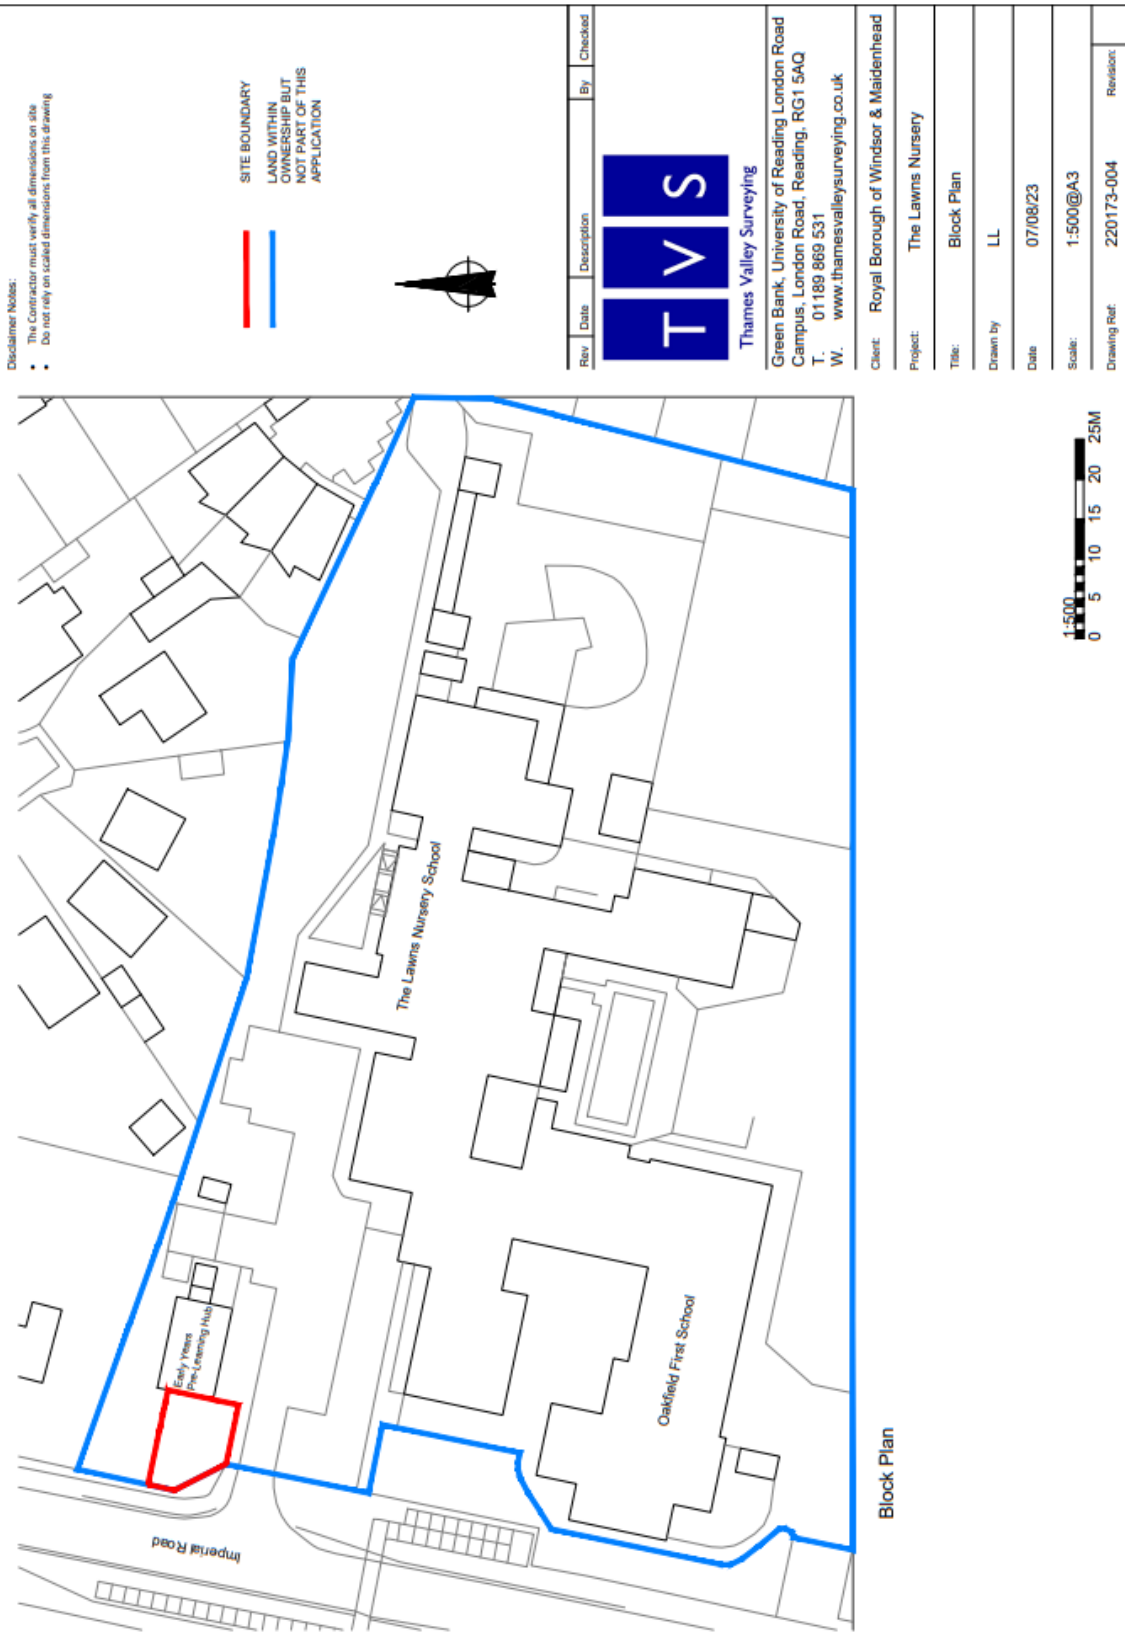 Disclaimer Notes:
• The Contractor must verify all dimensions on site
• Do not rely on scaled dimensions from this drawing
SITE BOUNDARY
LAND WITHIN
OWNERSHIP BUT
NOT PART OF THIS
APPLICATION
Rev Date Description By Checked
T V S
Thames Valley Surveying
Green Bank, University of Reading London Road
Campus, London Road, Reading, RG1 5AQ
T. 01189 869 531
W. www.thamesvalleysurveying.co.uk
Client: Royal Borough of Windsor & Maidenhead
Project: The Lawns Nursery
Title: Block Plan
Drawn by LL
Date 07/08/23
Scale: 1:500@A3
Drawing Ref: 220173-004 Revision:
Imperial Road
Early Years
Pre-Learning Hub
The Lawns Nursery School
Oakfield First School
Block Plan
1:500
0 5 10 15 20 25M